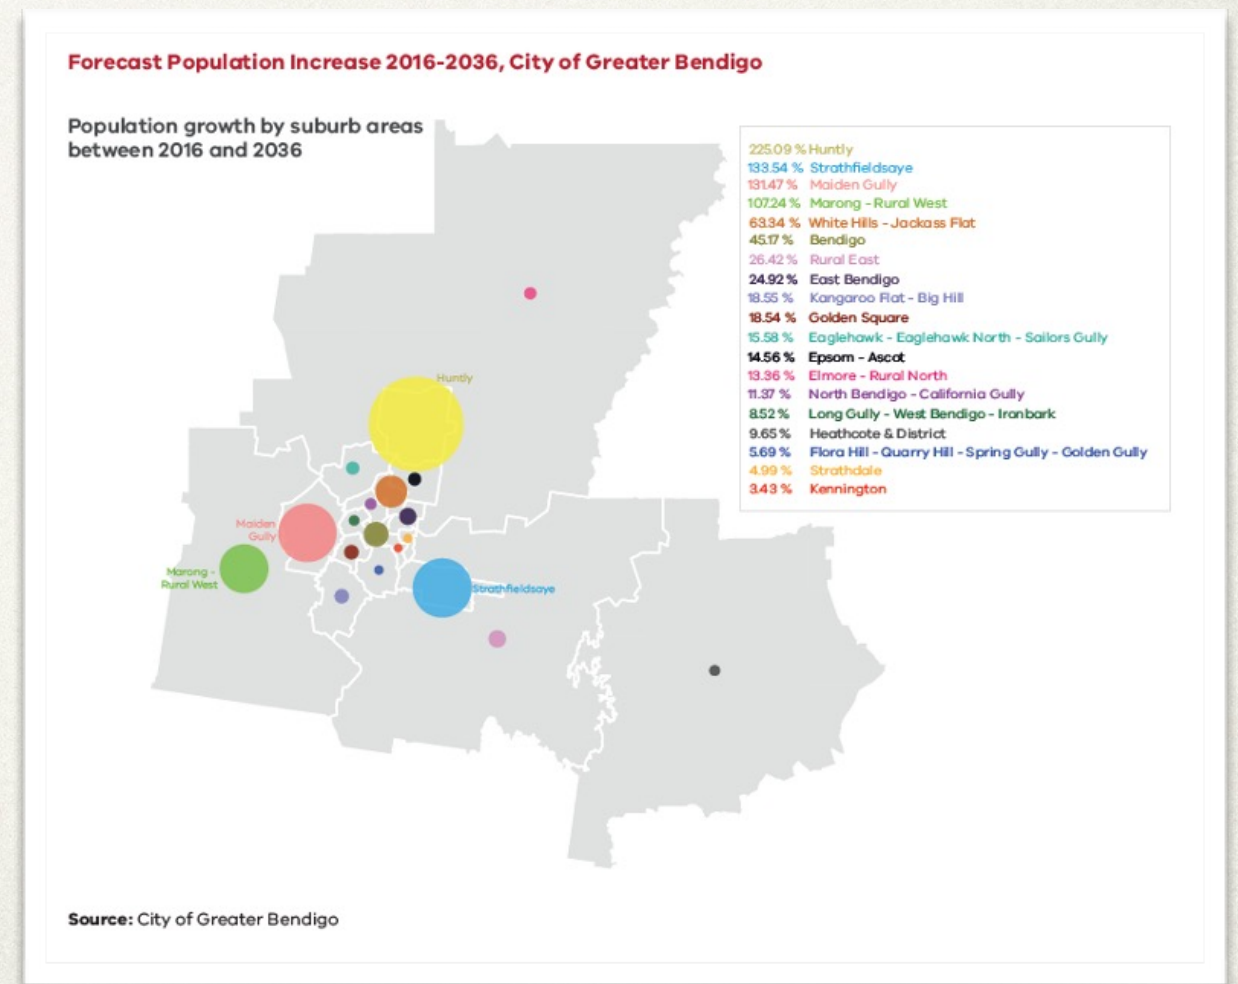 Forecast Population Increase 2016-2036, City of Greater Bendigo
Population growth by suburb areas
between 2016 and 2036
225.09 % Huntly
133.54 % Strathfieldsaye
131.47 % Maiden Gully
107.24 % Marong - Rural West
63.34 % White Hills - Jackass Flat
45.17 % Bendigo
26.42 % Rural East
24.92 % East Bendigo
18.55 % Kangaroo Flat - Big Hill
18.54 % Golden Square
15.58 % Eaglehawk - Eaglehawk North - Sailors Gully
14.56 % Epsom - Ascot
13.36 % Elmore - Rural North
11.37 % North Bendigo - California Gully
8.52 % Long Gully - West Bendigo - Ironbark
9.65 % Heathcote & District
5.69 % Flora Hill - Quarry Hill - Spring Gully - Golden Gully
4.99 % Strathdale
3.43 % Kennington
Huntly
Maiden
Gully
Marong -
Rural West
Strathfieldsaye
Source: City of Greater Bendigo